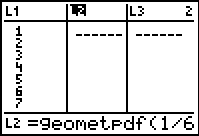 L1 L2 L3 2
1 ------ ------
2
3
4
5
6
7
L2 =geometpdf(1/6